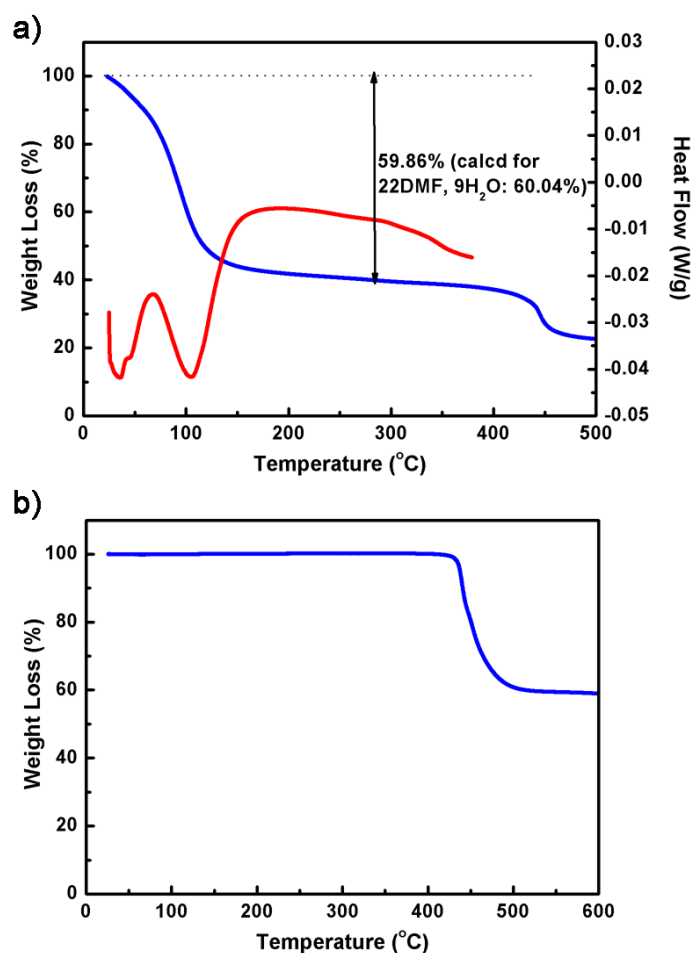 a)
0.03
0.02
0.01
0.00
-0.01
-0.02
-0.03
-0.04
-0.05
Heat Flow (W/g)
100
80
60
40
20
0
Weight Loss (%)
59.86% (calcd for
22DMF, 9H₂O: 60.04%)
0 100 200 300 400 500
Temperature (°C)
b)
100
80
60
40
20
0
Weight Loss (%)
0 100 200 300 400 500 600
Temperature (°C)